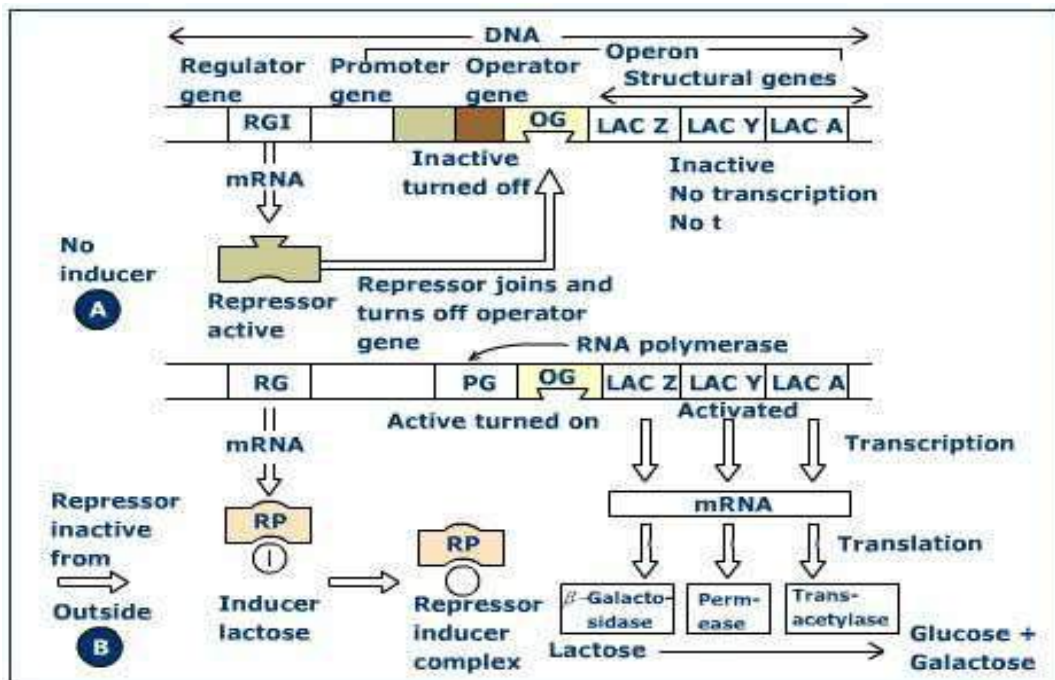 DNA
Operon
Regulator gene
Promoter gene
Operator gene
Structural genes
RGI
OG
LAC Z
LAC Y
LAC A
Inactive
turned off
Inactive
No transcription
No t
mRNA
No
inducer
A
Repressor
active
Repressor joins and
turns off operator
gene
RNA polymerase
RG
PG
OG
LAC Z
LAC Y
LAC A
Active turned on
Activated
mRNA
Transcription
mRNA
Translation
Repressor
inactive
from
Outside
B
RP
I
Inducer
lactose
RP
Repressor
inducer
complex
β-Galacto-
sidase
Perm-
ease
Trans-
acetylase
Lactose
Glucose +
Galactose